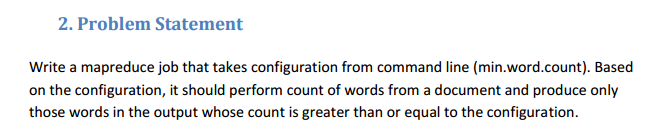 2. Problem Statement
Write a mapreduce job that takes configuration from command line (min.word.count). Based
on the configuration, it should perform count of words from a document and produce only
those words in the output whose count is greater than or equal to the configuration.